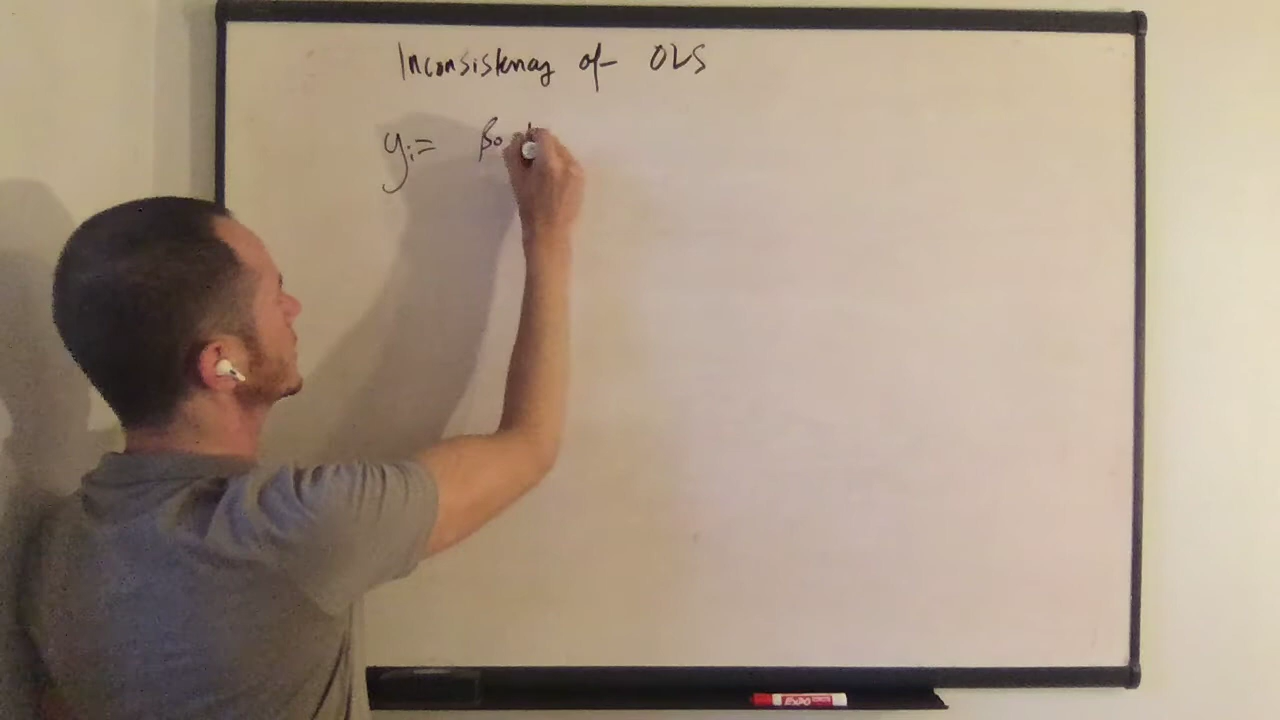 Inconsistency of OLS
yi= β0 +
EXPO